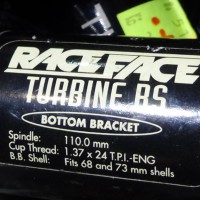 RACE FACE
TURBINE BS
BOTTOM BRACKET
Spindle: 110.0 mm
Cup Thread: 1.37 x 24 T.P.I.-ENG
B.B. Shell: Fits 68 and 73 mm shells